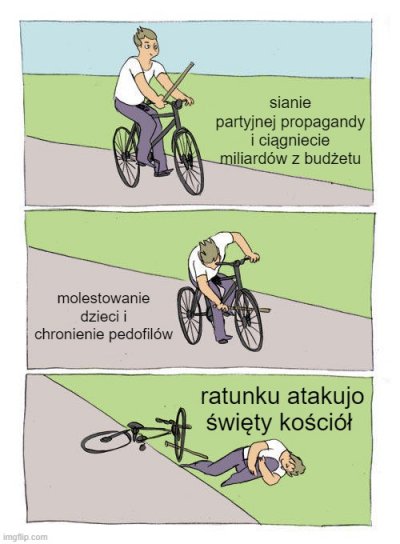 sianie
partyjnej propagandy
i ciągniecie
miliardów z budżetu
molestowanie
dzieci i
chronienie pedofilów
ratunku atakujo
święty kościół
imgflip.com